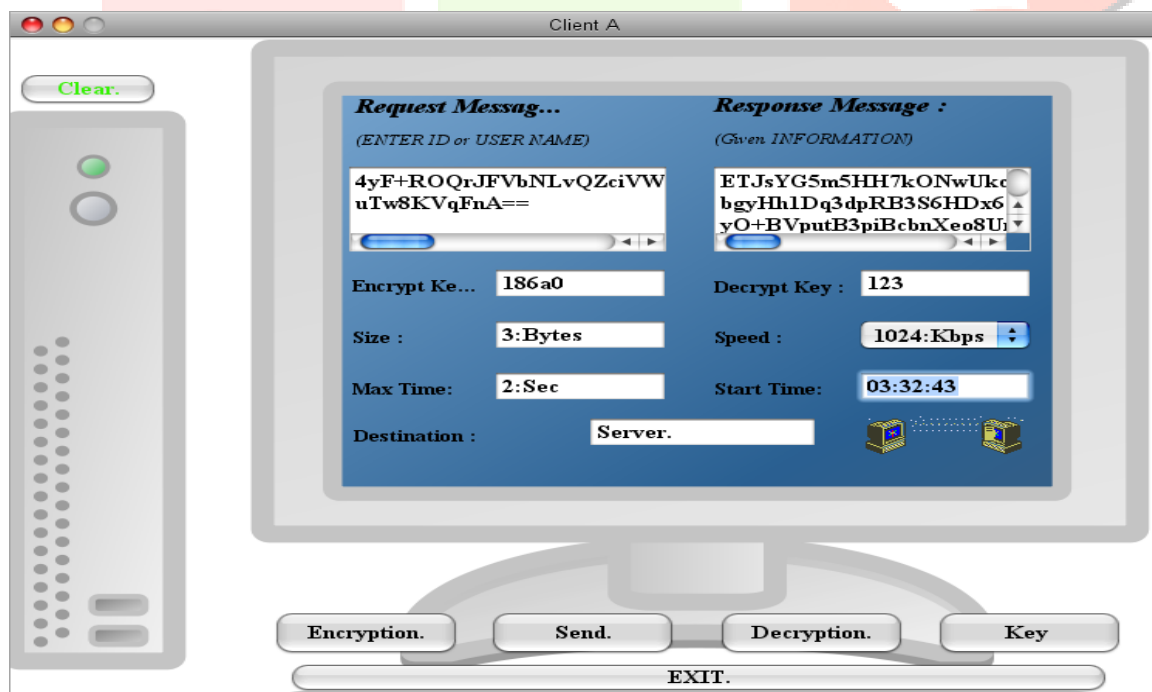 Client A
Clear.
Request Messag...
Response Message :
(ENTER ID or USER NAME)
(Given INFORMATION)
4yF+ROQrJFVbNLvQZciVW
uTw8KVqFnA==
ETJsYG5m5HH7kONwUkc
bgyHh1Dq3dpRB3S6HDx6
yO+BVputB3piBcbnXeo8U
Encrypt Ke...
186a0
Decrypt Key :
123
Size :
3:Bytes
Speed :
1024:Kbps
Max Time:
2:Sec
Start Time:
03:32:43
Destination :
Server.
Encryption.
Send.
Decryption.
Key
EXIT.